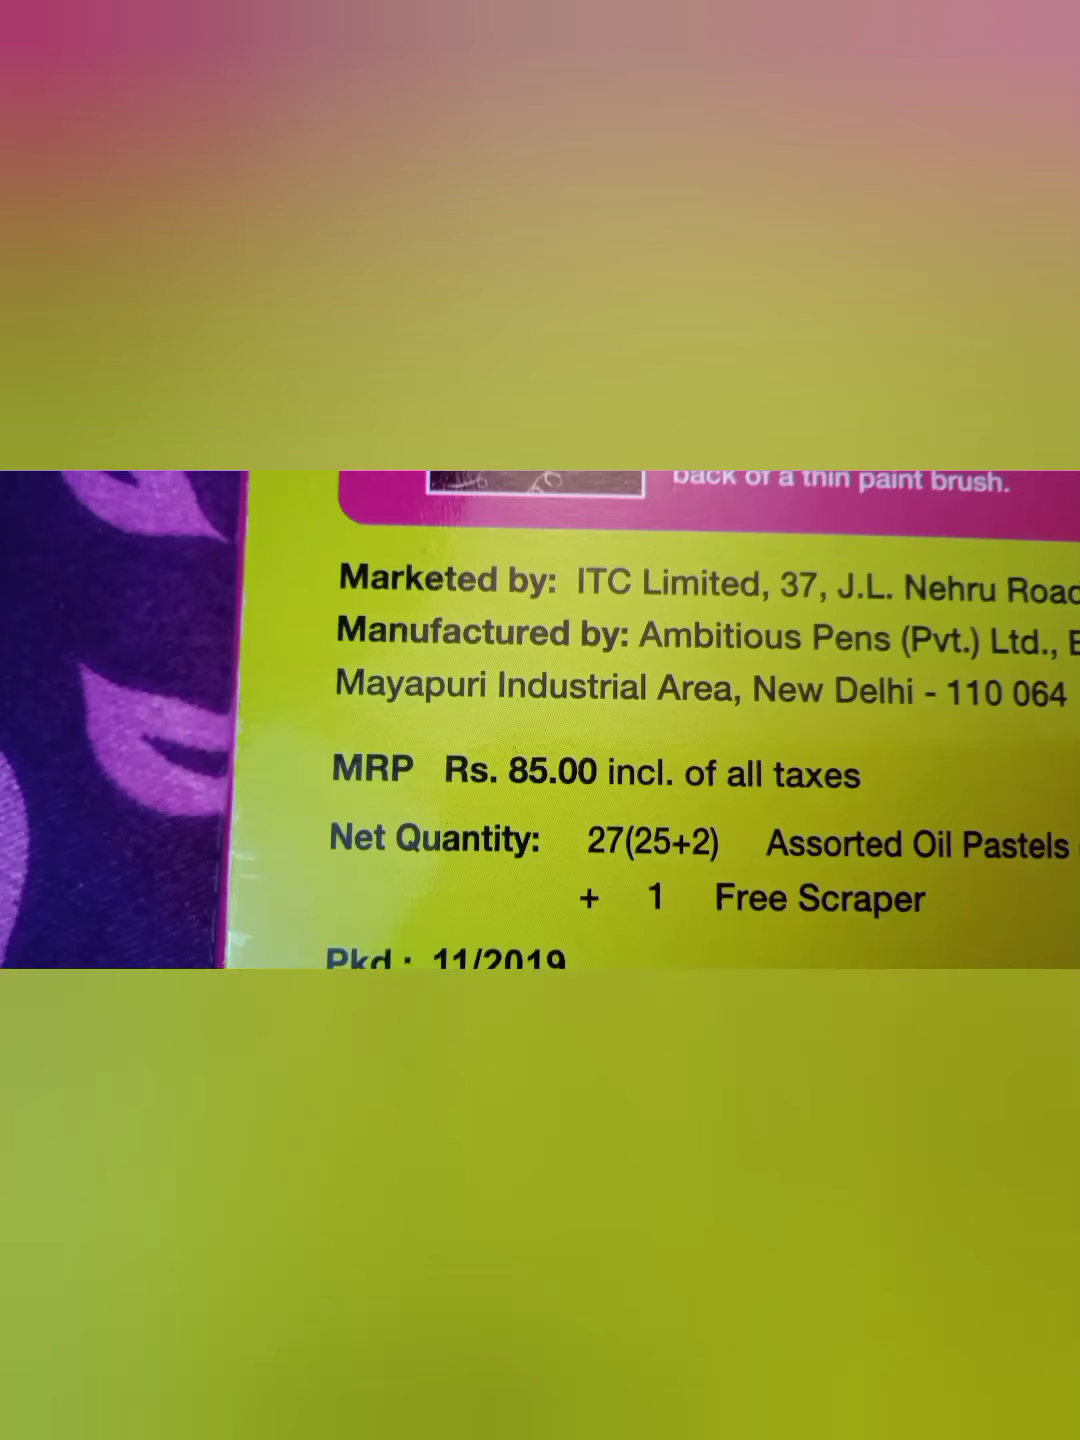 back of a thin paint brush.
Marketed by: ITC Limited, 37, J.L. Nehru Road
Manufactured by: Ambitious Pens (Pvt.) Ltd.,
Mayapuri Industrial Area, New Delhi - 110 064
MRP Rs. 85.00 incl. of all taxes
Net Quantity: 27(25+2) Assorted Oil Pastels
+ 1 Free Scraper
Pkd : 11/2019